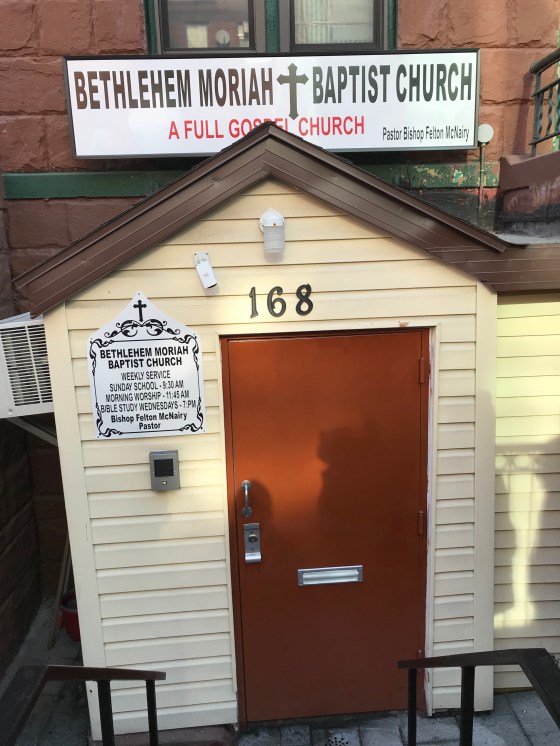 BETHLEHEM MORIAH BAPTIST CHURCH
A FULL GOSPEL CHURCH
Pastor Bishop Felton McNairy
168
BETHLEHEM MORIAH
BAPTIST CHURCH
WEEKLY SERVICE
SUNDAY SCHOOL - 9:30 AM
MORNING WORSHIP - 11:45 AM
BIBLE STUDY WEDNESDAYS - 7:PM
Bishop Felton McNairy
Pastor